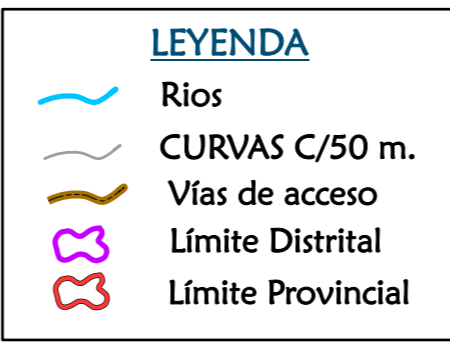 LEYENDA
Rios
CURVAS C/50 m.
Vías de acceso
Límite Distrital
Límite Provincial